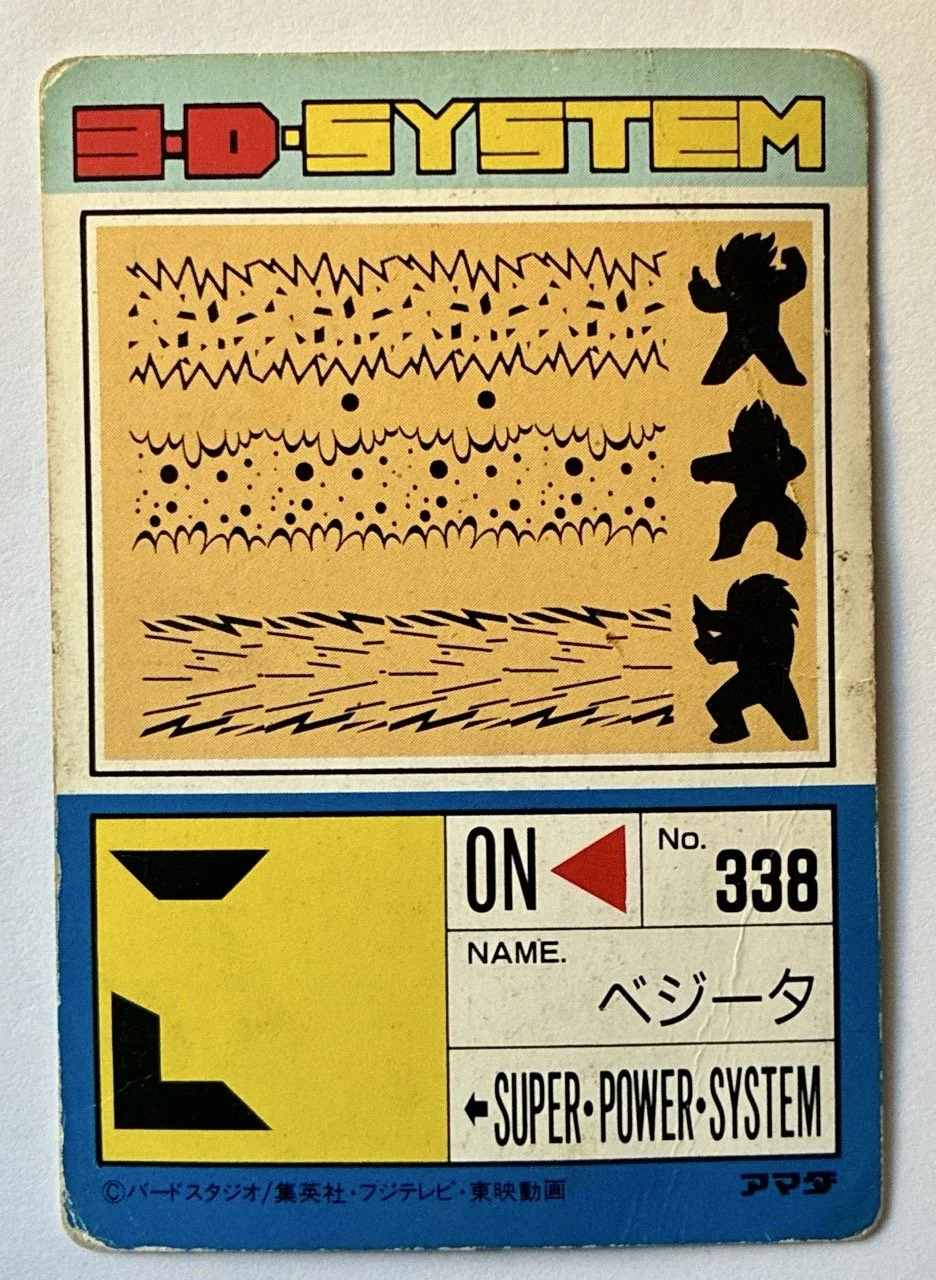 3·D·SYSTEM
ON
No.
338
NAME.
ベジータ
←SUPER·POWER·SYSTEM
©バードスタジオ/集英社・フジテレビ・東映動画
アマダ